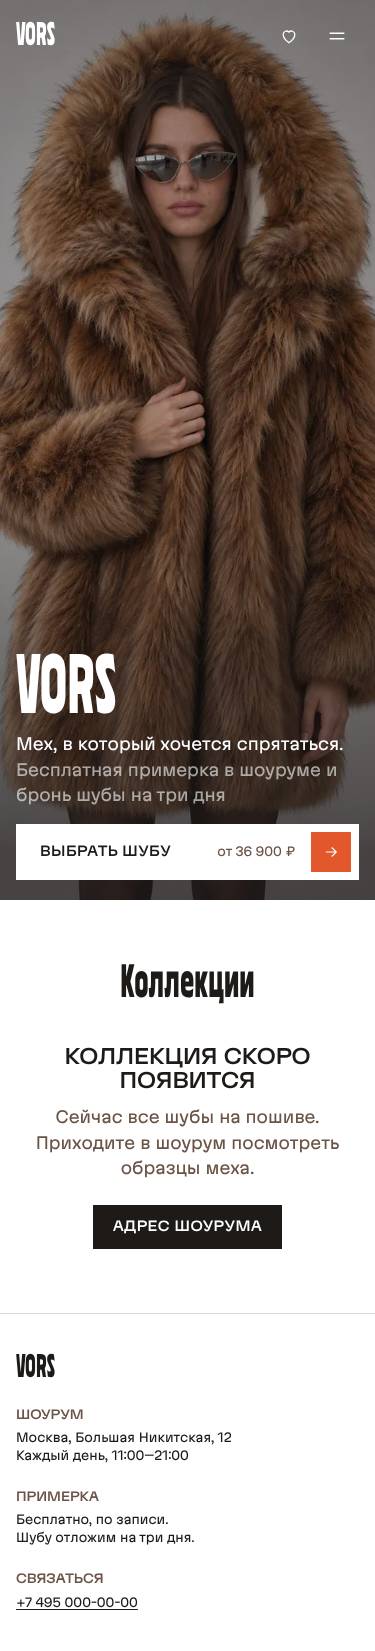 VORS
VORS
Мех, в который хочется спрятаться.
Бесплатная примерка в шоуруме и
бронь шубы на три дня
ВЫБРАТЬ ШУБУ
от 36 900 ₽
Коллекции
КОЛЛЕКЦИЯ СКОРО
ПОЯВИТСЯ
Сейчас все шубы на пошиве.
Приходите в шоурум посмотреть
образцы меха.
АДРЕС ШОУРУМА
VORS
ШОУРУМ
Москва, Большая Никитская, 12
Каждый день, 11:00–21:00
ПРИМЕРКА
Бесплатно, по записи.
Шубу отложим на три дня.
СВЯЗАТЬСЯ
+7 495 000-00-00